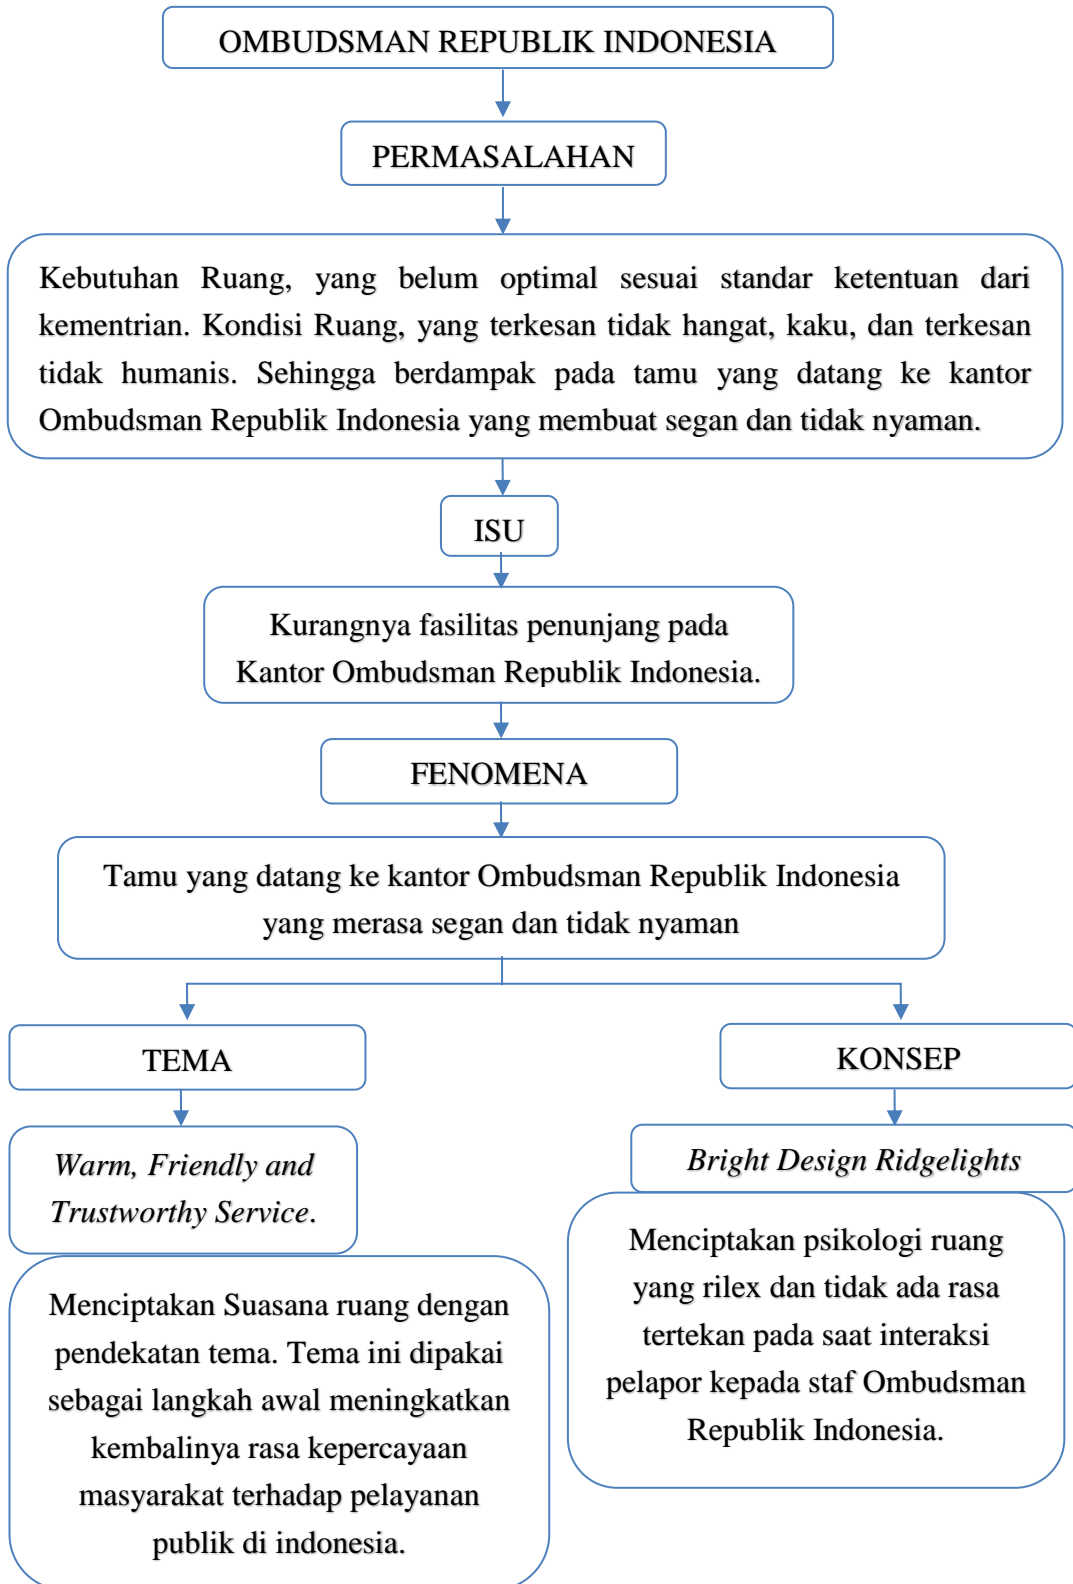 OMBUDSMAN REPUBLIK INDONESIA
PERMASALAHAN
Kebutuhan Ruang, yang belum optimal sesuai standar ketentuan dari
kementrian. Kondisi Ruang, yang terkesan tidak hangat, kaku, dan terkesan
tidak humanis. Sehingga berdampak pada tamu yang datang ke kantor
Ombudsman Republik Indonesia yang membuat segan dan tidak nyaman.
ISU
Kurangnya fasilitas penunjang pada
Kantor Ombudsman Republik Indonesia.
FENOMENA
Tamu yang datang ke kantor Ombudsman Republik Indonesia
yang merasa segan dan tidak nyaman
TEMA
Warm, Friendly and
Trustworthy Service.
Menciptakan Suasana ruang dengan
pendekatan tema. Tema ini dipakai
sebagai langkah awal meningkatkan
kembalinya rasa kepercayaan
masyarakat terhadap pelayanan
publik di indonesia.
KONSEP
Bright Design Ridgelights
Menciptakan psikologi ruang
yang rilex dan tidak ada rasa
tertekan pada saat interaksi
pelapor kepada staf Ombudsman
Republik Indonesia.